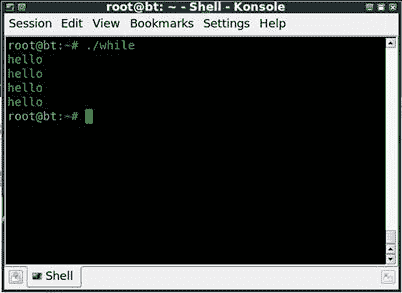 root@bt: ~ - Shell - Konsole
Session Edit View Bookmarks Settings Help
root@bt:~# ./while
hello
hello
hello
hello
root@bt:~#
Shell